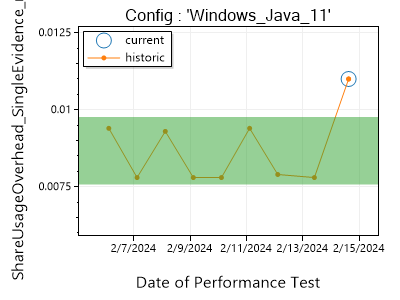 Config : 'Windows_Java_11'
ShareUsageOverhead_SingleEvidence_
current
historic
0.0125
0.01
0.0075
2/7/2024
2/9/2024
2/11/2024
2/13/2024
2/15/2024
Date of Performance Test